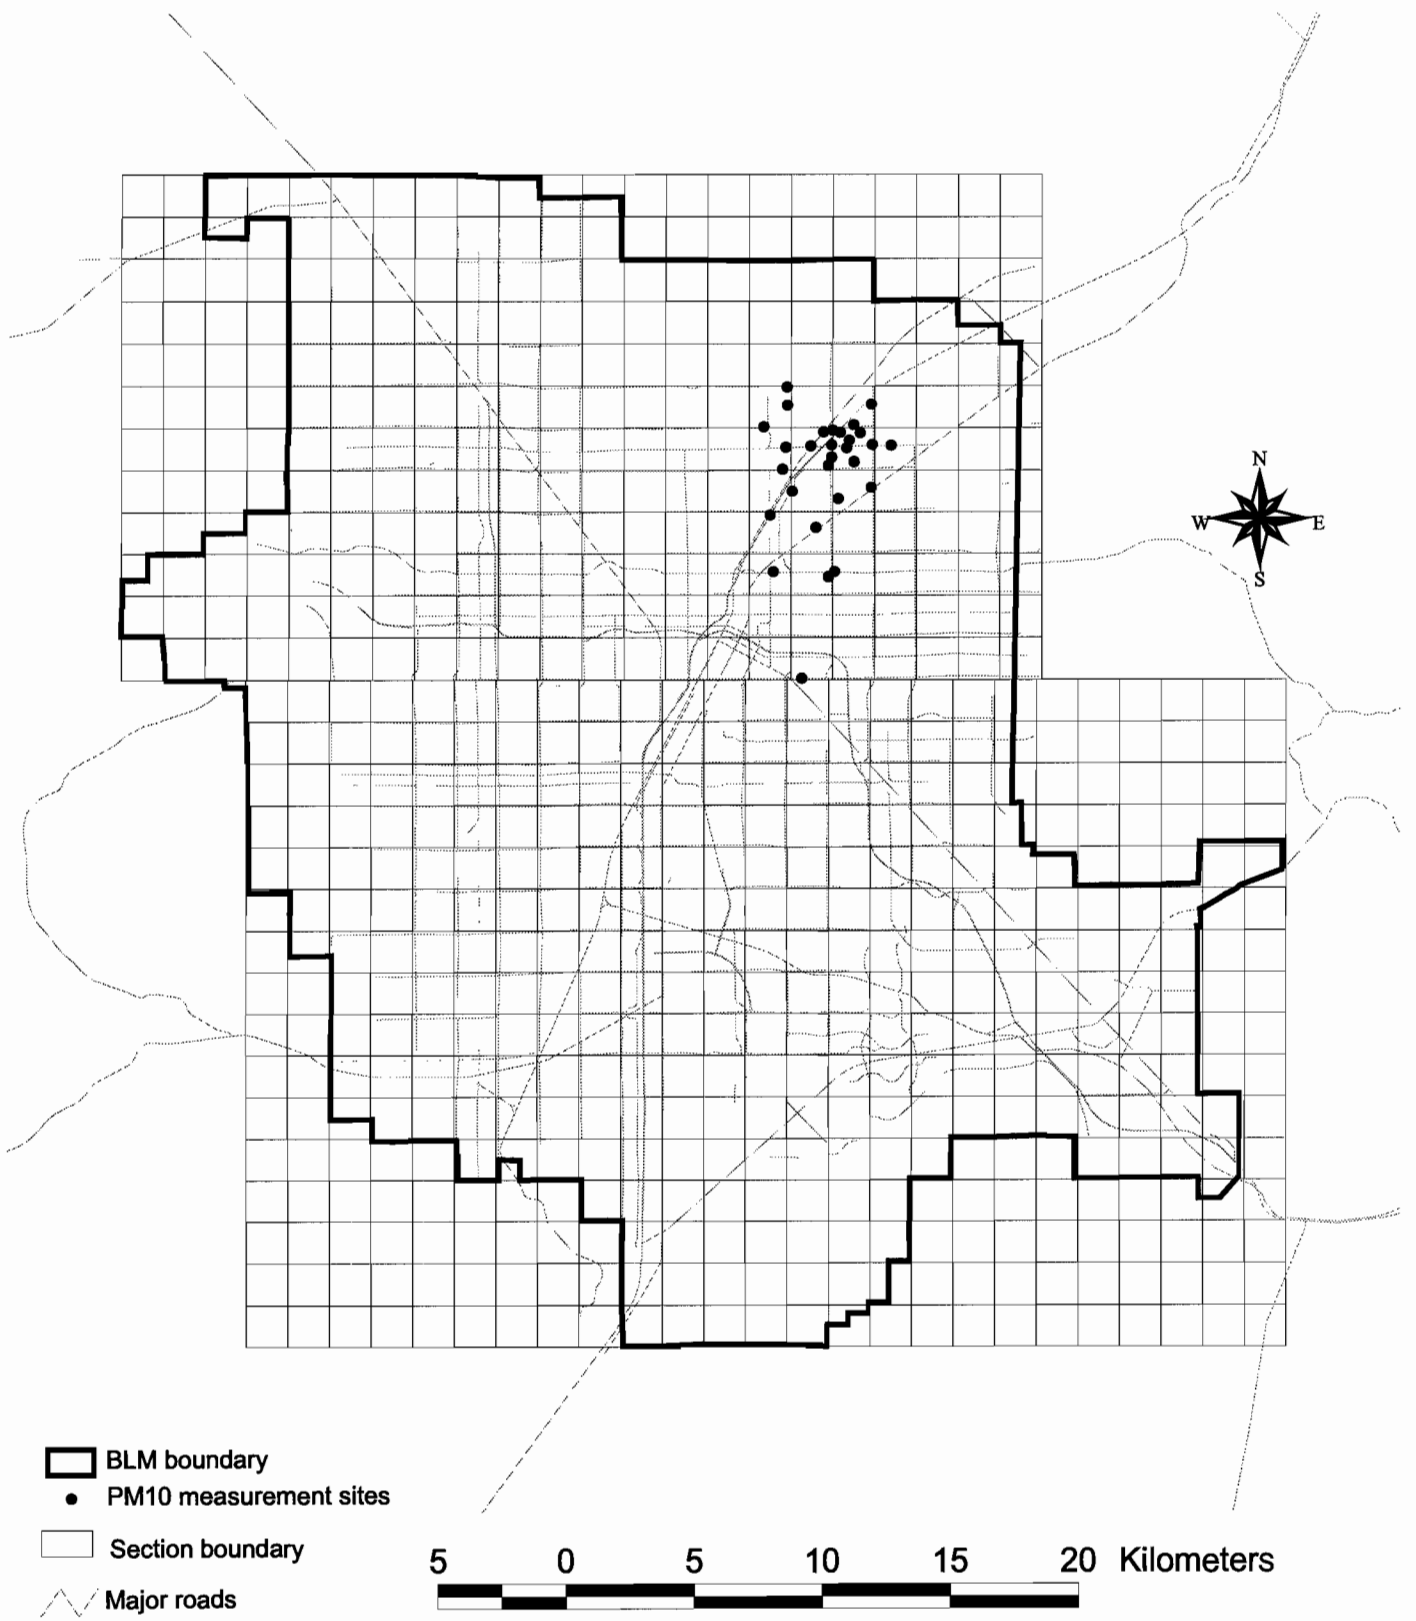 N
W E
S
BLM boundary
PM10 measurement sites
Section boundary
Major roads
5 0 5 10 15 20 Kilometers